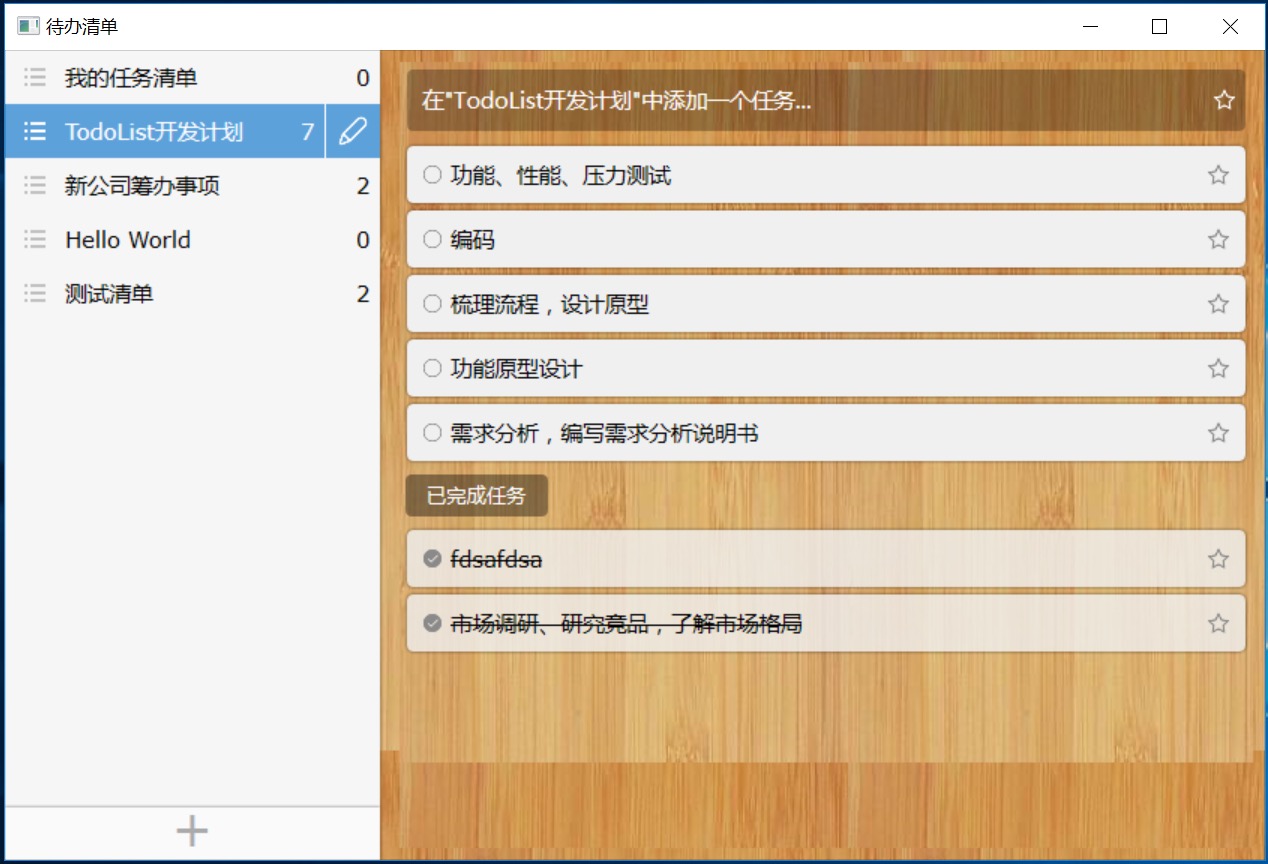 待办清单
我的任务清单 0
TodoList开发计划 7
新公司筹办事项 2
Hello World 0
测试清单 2
在"TodoList开发计划"中添加一个任务...
功能、性能、压力测试
编码
梳理流程，设计原型
功能原型设计
需求分析，编写需求分析说明书
已完成任务
fdsafdsa
市场调研、研究竞品，了解市场格局